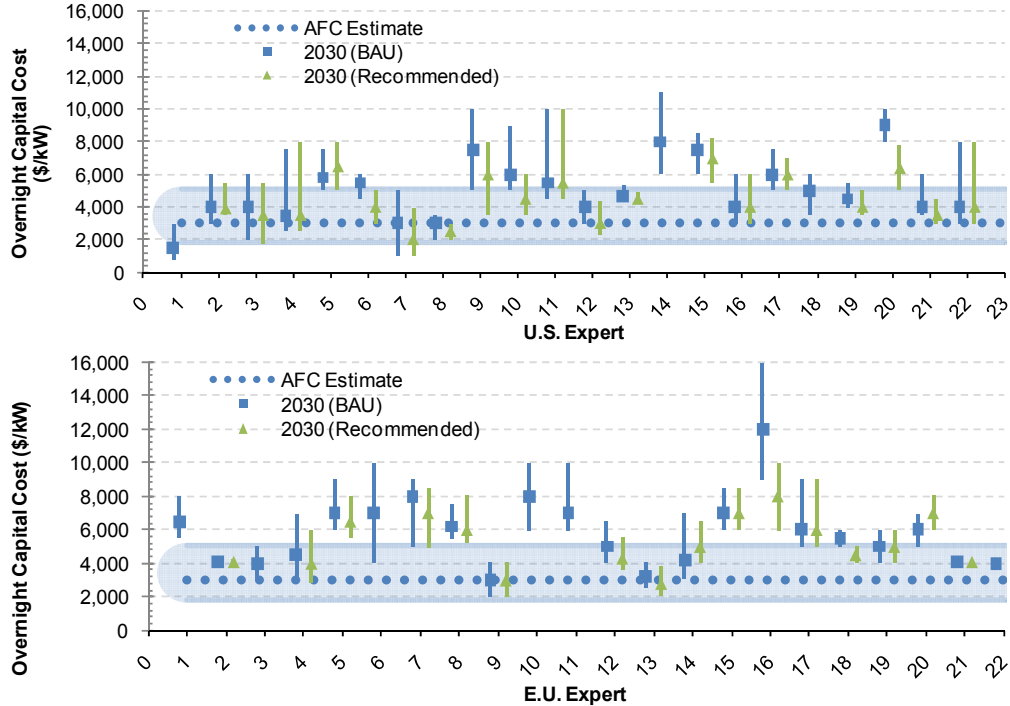 16,000
14,000
12,000
10,000
8,000
6,000
4,000
2,000
0
Overnight Capital Cost
($/kW)
AFC Estimate
2030 (BAU)
2030 (Recommended)
0 1 2 3 4 5 6 7 8 9 10 11 12 13 14 15 16 17 18 19 20 21 22 23
U.S. Expert
16,000
14,000
12,000
10,000
8,000
6,000
4,000
2,000
0
Overnight Capital Cost ($/kW)
AFC Estimate
2030 (BAU)
2030 (Recommended)
0 1 2 3 4 5 6 7 8 9 10 11 12 13 14 15 16 17 18 19 20 21 22
E.U. Expert